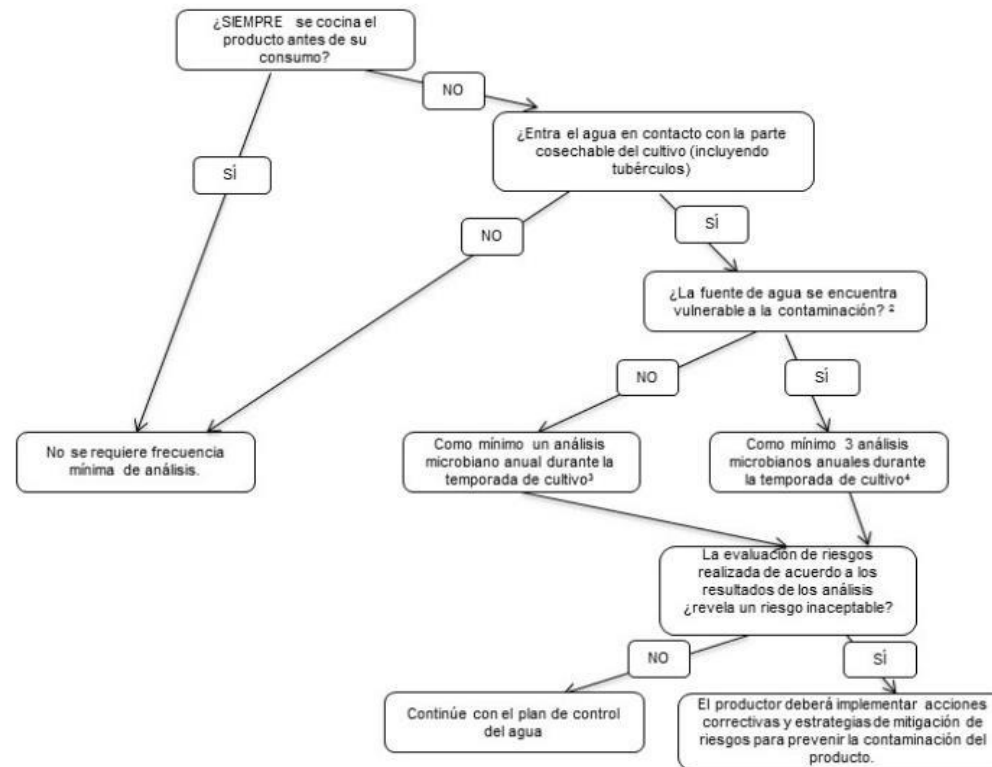 ¿SIEMPRE se cocina el
producto antes de su
consumo?
NO
¿Entra el agua en contacto con la parte
cosechable del cultivo (incluyendo
tubérculos)
SÍ
NO
SÍ
¿La fuente de agua se encuentra
vulnerable a la contaminación? ²
NO
SÍ
No se requiere frecuencia
mínima de análisis.
Como mínimo un análisis
microbiano anual durante la
temporada de cultivo³
Como mínimo 3 análisis
microbianos anuales durante
la temporada de cultivo⁴
La evaluación de riesgos
realizada de acuerdo a los
resultados de los análisis
¿revela un riesgo inaceptable?
NO
SÍ
Continúe con el plan de control
del agua
El productor deberá implementar acciones
correctivas y estrategias de mitigación de
riesgos para prevenir la contaminación del
producto.